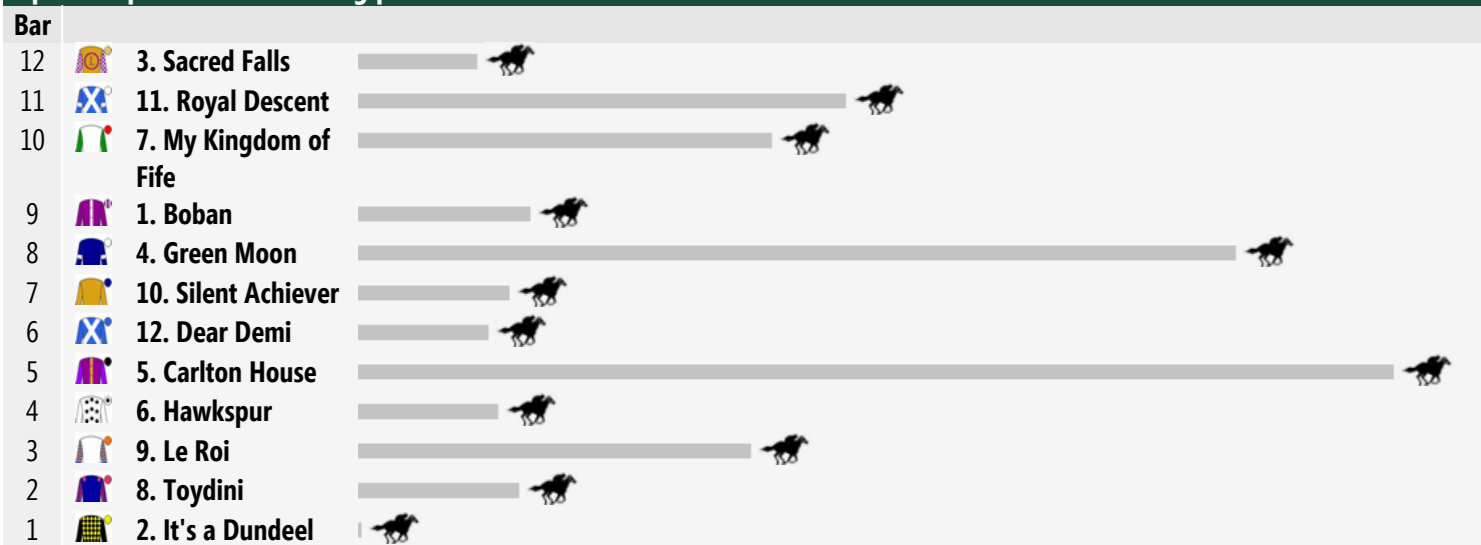 Bar
12 3. Sacred Falls
11 11. Royal Descent
10 7. My Kingdom of
Fife
9 1. Boban
8 4. Green Moon
7 10. Silent Achiever
6 12. Dear Demi
5 5. Carlton House
4 6. Hawkspur
3 9. Le Roi
2 8. Toydini
1 2. It's a Dundeel